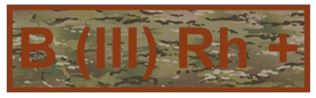 B (III) Rh +